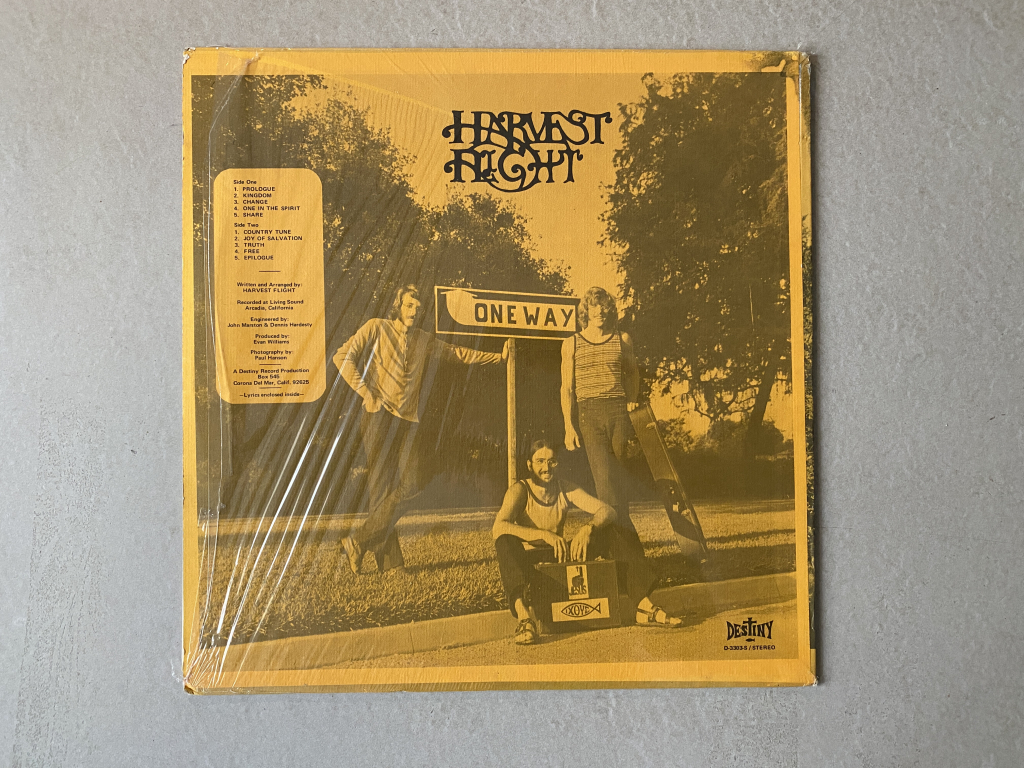 HARVEST
FLIGHT
Side One
1. PROLOGUE
2. KINGDOM
3. CHANGE
4. ONE IN THE SPIRIT
5. SHARE
Side Two
1. COUNTRY TUNE
2. JOY OF SALVATION
3. TRUTH
4. FREE
5. EPILOGUE
Written and Arranged by:
HARVEST FLIGHT
Recorded at Living Sound
Arcadia, California
Engineered by:
John Manton & Dennis Hardesty
Produced by:
Evan Williams
Photography by:
Paul Hansen
A Destiny Record Production
Box 545
Corona Del Mar, Calif. 92625
—Lyrics enclosed inside—
ONE WAY
ΙΧΟΥΕ
DESTINY
D-3303-S / STEREO